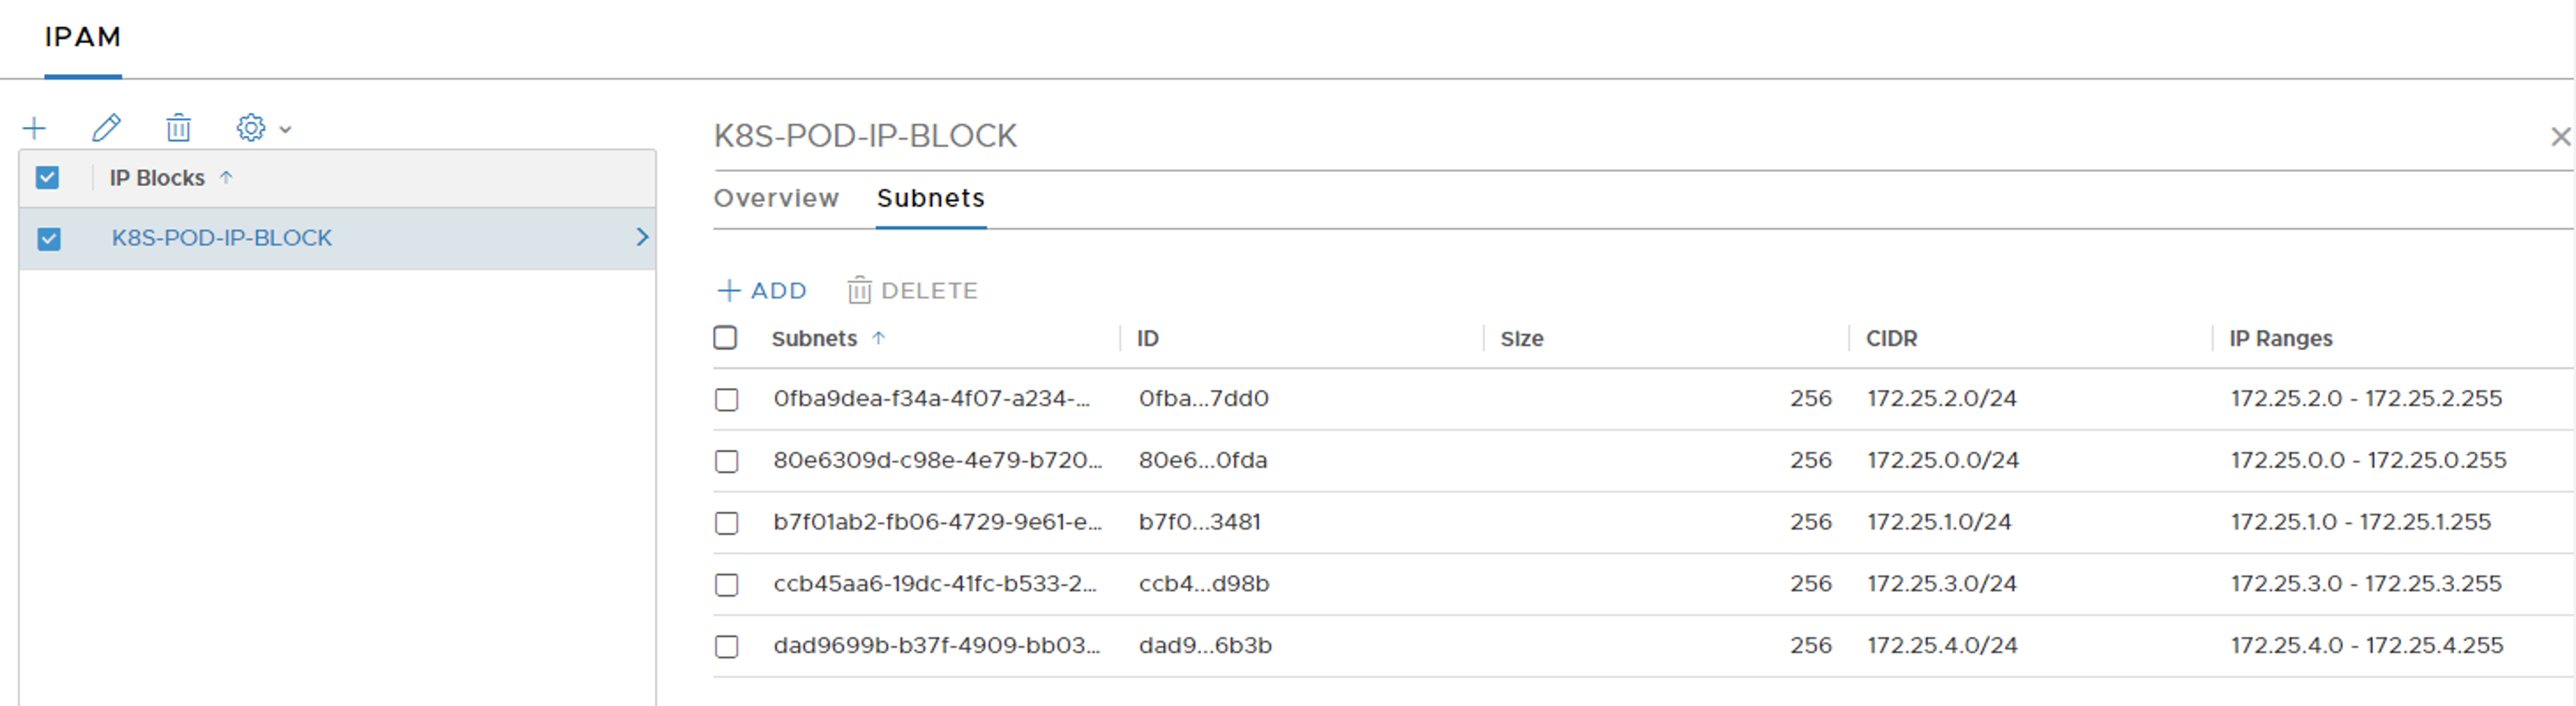 IPAM
IP Blocks
K8S-POD-IP-BLOCK
K8S-POD-IP-BLOCK
Overview Subnets
ADD DELETE
Subnets ID Size CIDR IP Ranges
0fba9dea-f34a-4f07-a234-... 0fba...7dd0 256 172.25.2.0/24 172.25.2.0 - 172.25.2.255
80e6309d-c98e-4e79-b720... 80e6...0fda 256 172.25.0.0/24 172.25.0.0 - 172.25.0.255
b7f01ab2-fb06-4729-9e61-e... b7f0...3481 256 172.25.1.0/24 172.25.1.0 - 172.25.1.255
ccb45aa6-19dc-41fc-b533-2... ccb4...d98b 256 172.25.3.0/24 172.25.3.0 - 172.25.3.255
dad9699b-b37f-4909-bb03... dad9...6b3b 256 172.25.4.0/24 172.25.4.0 - 172.25.4.255